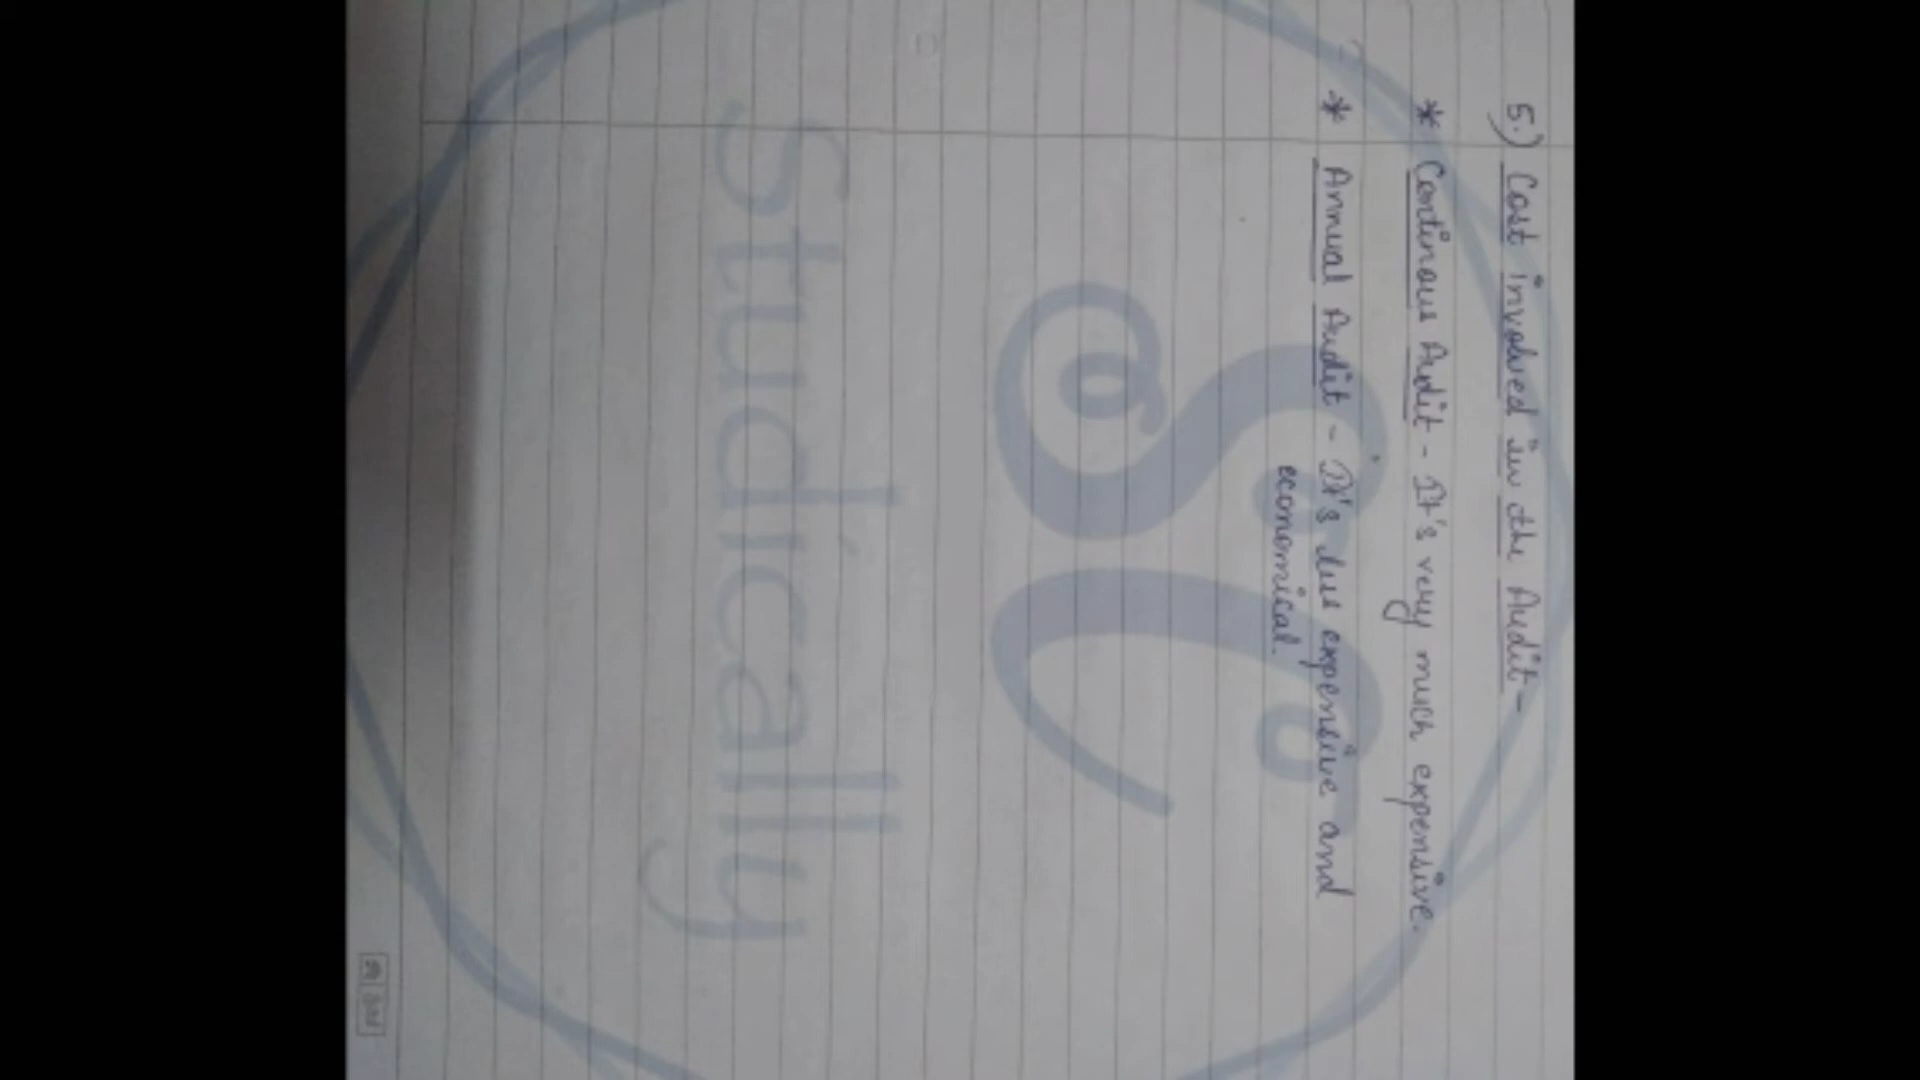 5.) Cost involved in the Audit -
* Continous Audit - It's very much expensive.
* Annual Audit - It's less expensive and
economical.
SC
Studically